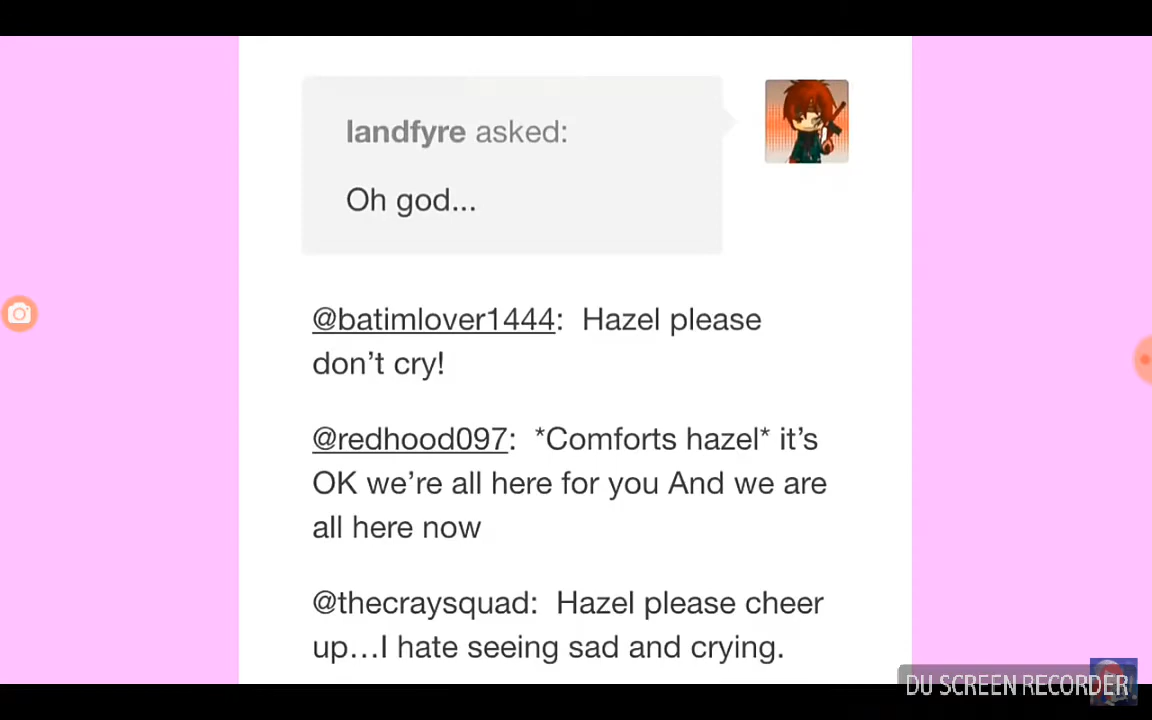 landfyre asked:
Oh god...
@batimlover1444:  Hazel please
don’t cry!
@redhood097:  *Comforts hazel* it’s
OK we’re all here for you And we are
all here now
@thecraysquad:  Hazel please cheer
up…I hate seeing sad and crying.
DU SCREEN RECORDER